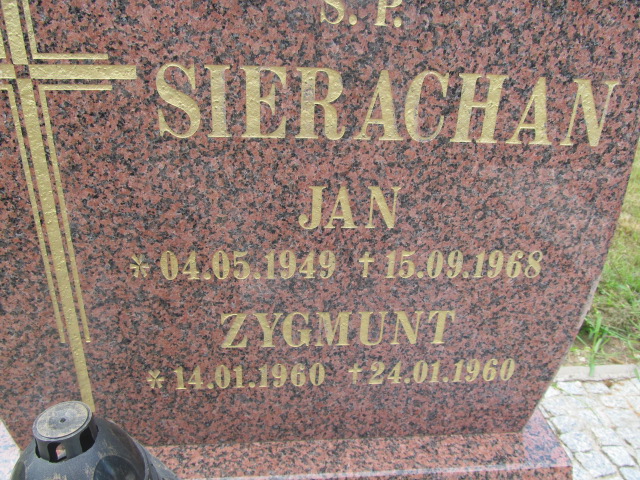 S. P.
SIERACHAN
JAN
* 04.05.1949 † 15.09.1968
ZYGMUNT
* 14.01.1960 † 24.01.1960